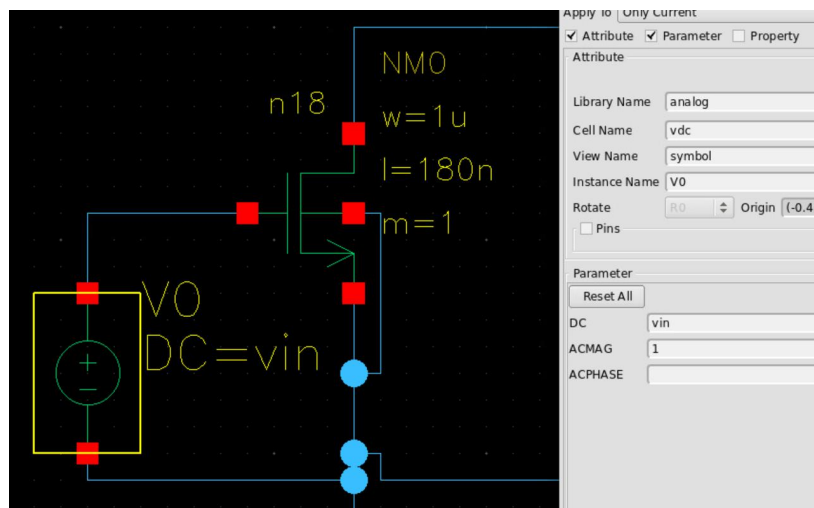 NM0
n18
w=1u
l=180n
m=1
V0
DC=vin
+
−
Apply To Only Current
Attribute Parameter Property
Attribute
Library Name analog
Cell Name vdc
View Name symbol
Instance Name V0
Rotate R0 Origin (-0.4
Pins
Parameter
Reset All
DC vin
ACMAG 1
ACPHASE